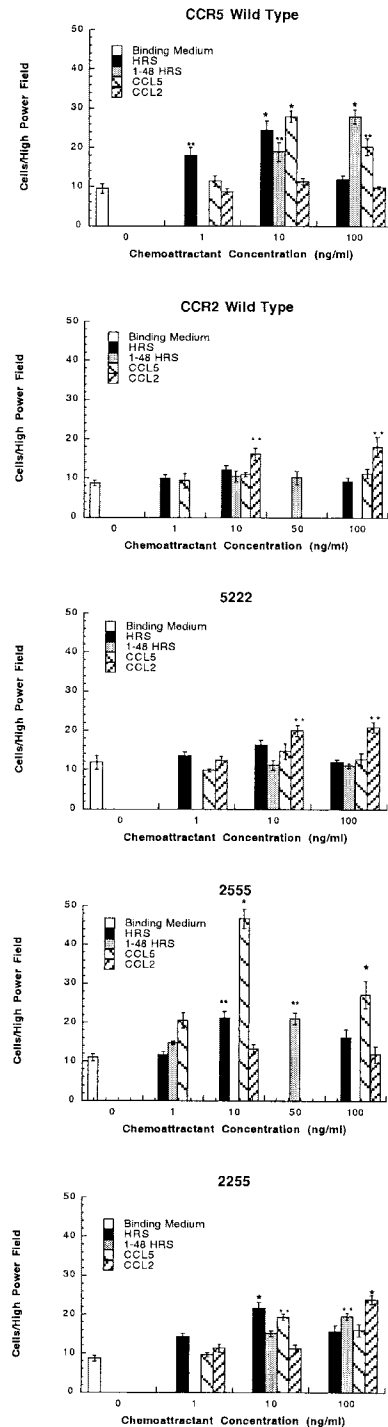 CCR5 Wild Type
Cells/High Power Field
50
40
30
20
10
0
Binding Medium
HRS
1-48 HRS
CCL5
CCL2
**
*
**
*
*
**
0
1
10
100
Chemoattractant Concentration (ng/ml)
CCR2 Wild Type
Cells/High Power Field
50
40
30
20
10
0
Binding Medium
HRS
1-48 HRS
CCL5
CCL2
**
**
0
1
10
50
100
Chemoattractant Concentration (ng/ml)
5222
Cells/High Power Field
50
40
30
20
10
0
Binding Medium
HRS
1-48 HRS
CCL5
CCL2
**
**
0
1
10
100
Chemoattractant Concentration (ng/ml)
2555
Cells/High Power Field
50
40
30
20
10
0
Binding Medium
HRS
1-48 HRS
CCL5
CCL2
**
*
**
*
0
1
10
50
100
Chemoattractant Concentration (ng/ml)
2255
Cells/High Power Field
50
40
30
20
10
0
Binding Medium
HRS
1-48 HRS
CCL5
CCL2
*
**
**
*
0
1
10
100
Chemoattractant Concentration (ng/ml)